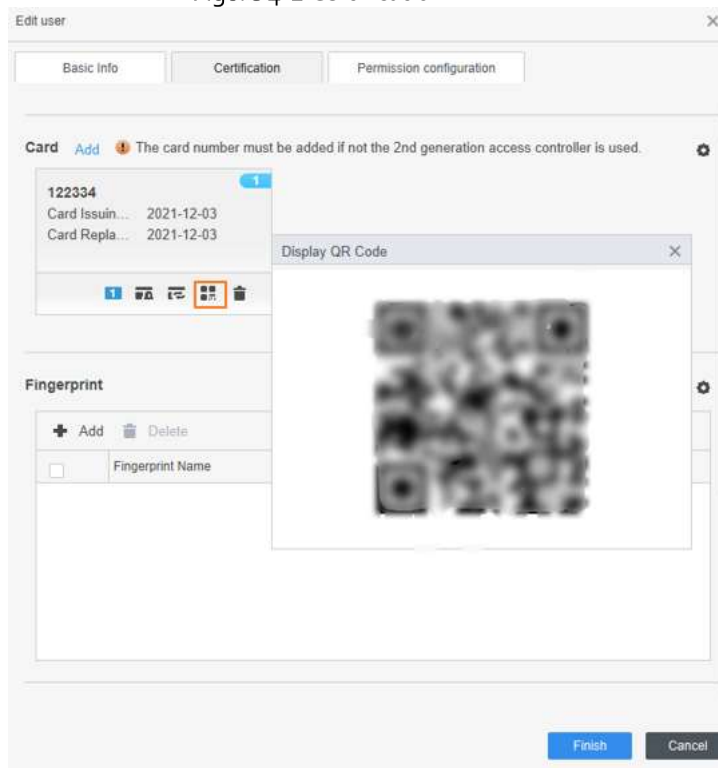 Edit user
Basic Info
Certification
Permission configuration
Card Add The card number must be added if not the 2nd generation access controller is used.
1
122334
Card Issuin... 2021-12-03
Card Repla... 2021-12-03
1
Display QR Code
Fingerprint
Add Delete
Fingerprint Name
Finish Cancel